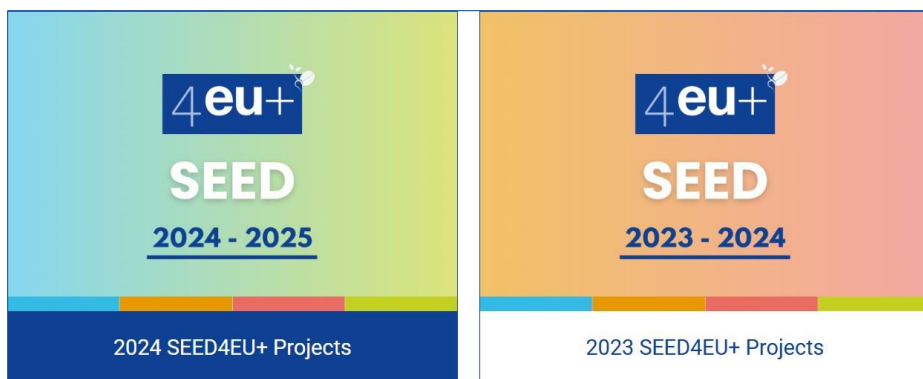 4eu+
SEED
2024 - 2025
2024 SEED4EU+ Projects
4eu+
SEED
2023 - 2024
2023 SEED4EU+ Projects